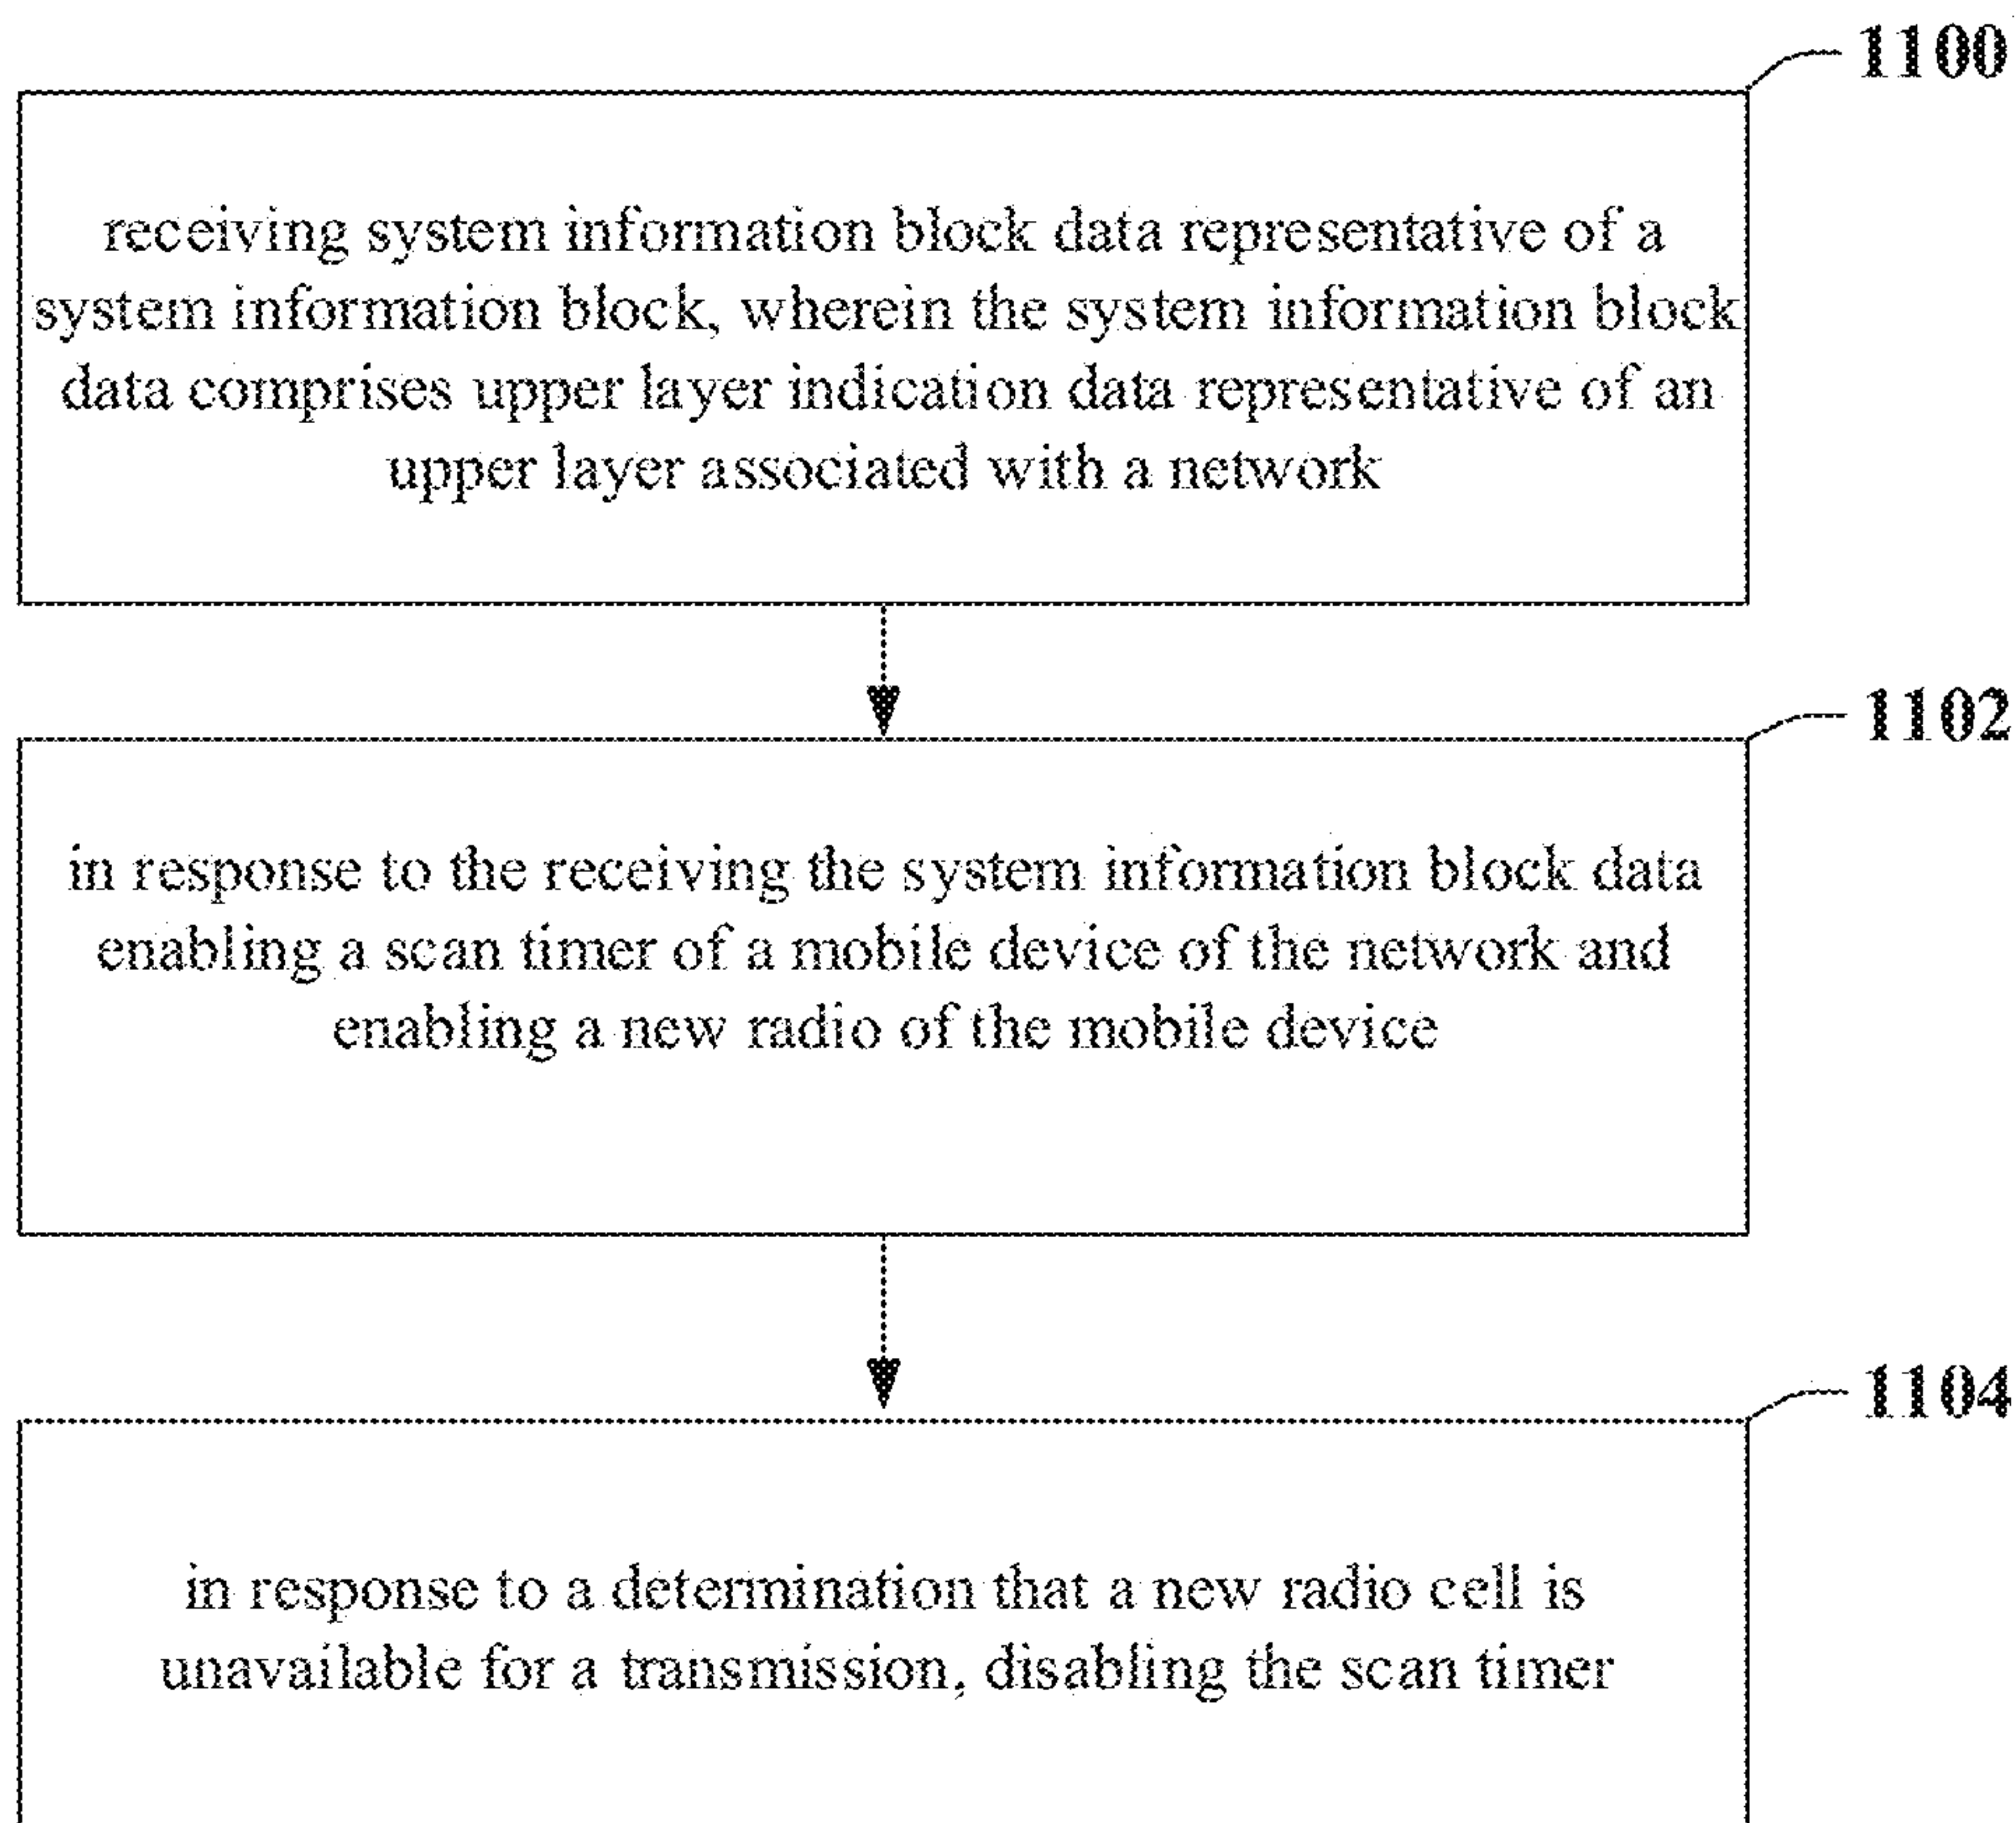 1100
receiving system information block data representative of a
system information block, wherein the system information block
data comprises upper layer indication data representative of an
upper layer associated with a network
1102
in response to the receiving the system information block data
enabling a scan timer of a mobile device of the network and
enabling a new radio of the mobile device
1104
in response to a determination that a new radio cell is
unavailable for a transmission, disabling the scan timer